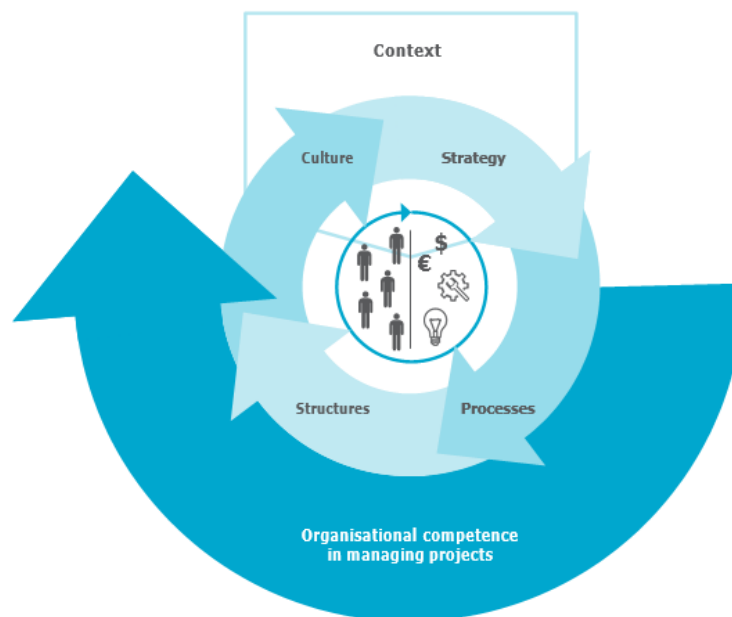 Context
Culture
Strategy
$
€
Structures
Processes
Organisational competence
in managing projects